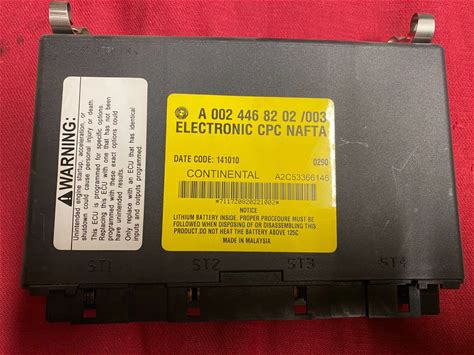 A 002 446 82 02 /003
ELECTRONIC CPC NAFTA
DATE CODE: 141010 0290
CONTINENTAL A2C53366146
NOTICE
LITHIUM BATTERY INSIDE. PROPER PROCEDURE MUST BE
FOLLOWED WHEN DISPOSING OF OR DISASSEMBLING THIS
PRODUCT. DO NOT HEAT THE BATTERY ABOVE 125C
MADE IN MALAYSIA
WARNING:
Unintended engine startup, acceleration, or
shutdown could cause personal injury or death.
This ECU is programmed for specific options.
Replacing this ECU with one that has not been
programmed with these exact options could
have unintended results.
Only replace with an ECU that has identical
inputs and outputs programmed.
ST1 ST2 ST3 ST4